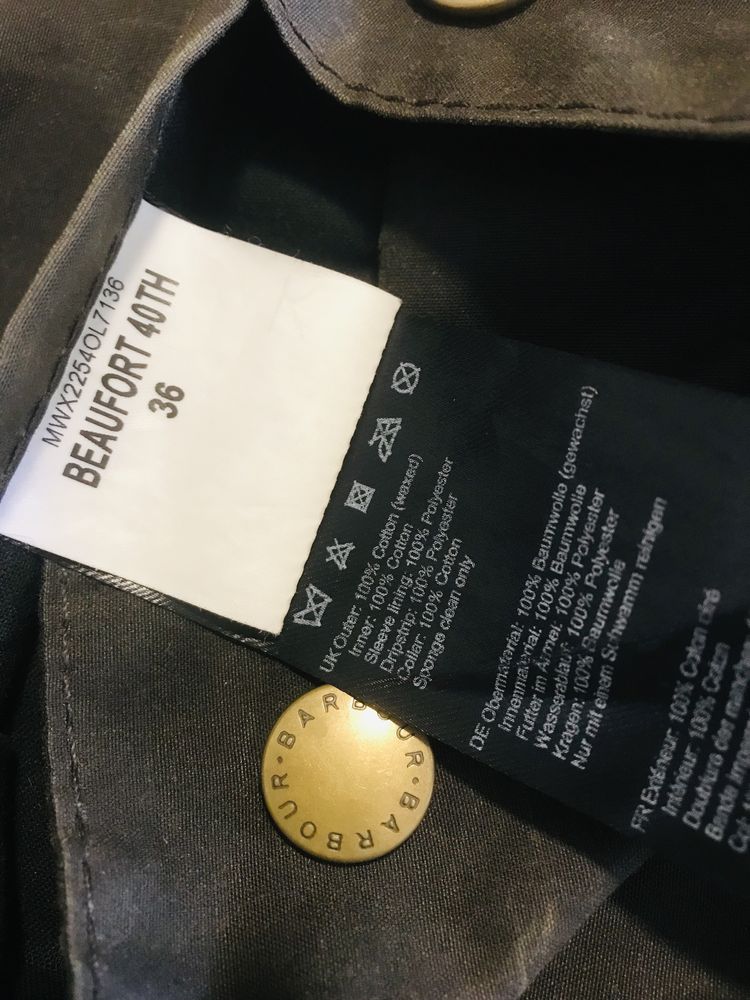 MWX2254OL7136
BEAUFORT 40TH
36
UK Outer: 100% Cotton (waxed)
Inner: 100% Cotton
Sleeve lining: 100% Polyester
Dripstrip: 100% Polyester
Collar: 100% Cotton
Sponge clean only
DE Obermaterial: 100% Baumwolle (gewachst)
Innenmaterial: 100% Baumwolle
Futter im Ärmel: 100% Polyester
Wasserablauf: 100% Polyester
Kragen: 100% Baumwolle
Nur mit einem Schwamm reinigen
FR Extérieur: 100% Coton ciré
Intérieur: 100% Coton
Doublure des
Bande
BARBOUR · BARBOUR ·